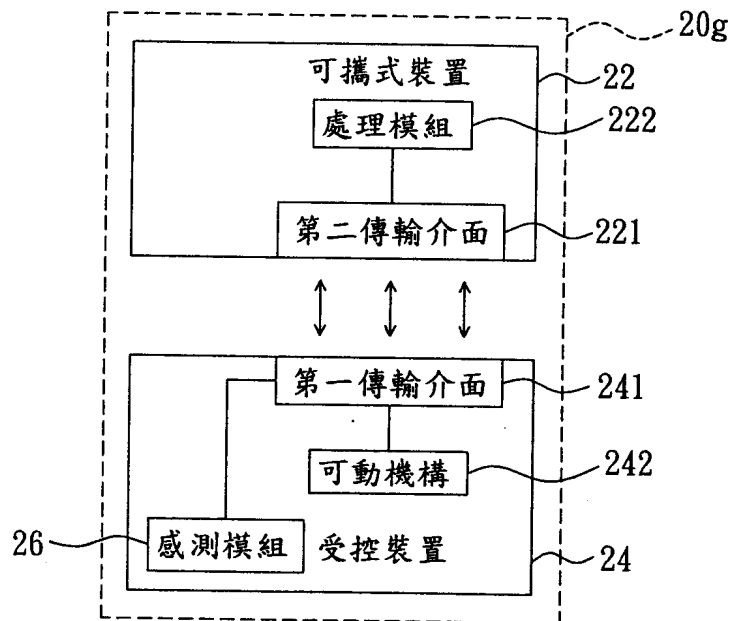 20g
可攜式裝置
22
處理模組
222
第二傳輸介面
221
第一傳輸介面
241
可動機構
242
26
感測模組
受控裝置
24